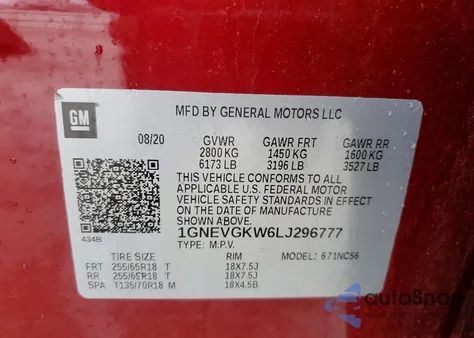 MFD BY GENERAL MOTORS LLC
GM
08/20 GVWR GAWR FRT GAWR RR
2800 KG 1450 KG 1600 KG
6173 LB 3196 LB 3527 LB
THIS VEHICLE CONFORMS TO ALL
APPLICABLE U.S. FEDERAL MOTOR
VEHICLE SAFETY STANDARDS IN EFFECT ON
THE DATE OF MANUFACTURE SHOWN ABOVE.
1GNEVGKW6LJ296777
434B
TYPE: M.P.V. MODEL: 671NC56
TIRE SIZE RIM
FRT 255/65R18 T 18X7.5J
RR 255/65R18 T 18X7.5J
SPA T135/70R18 M 18X4.5B